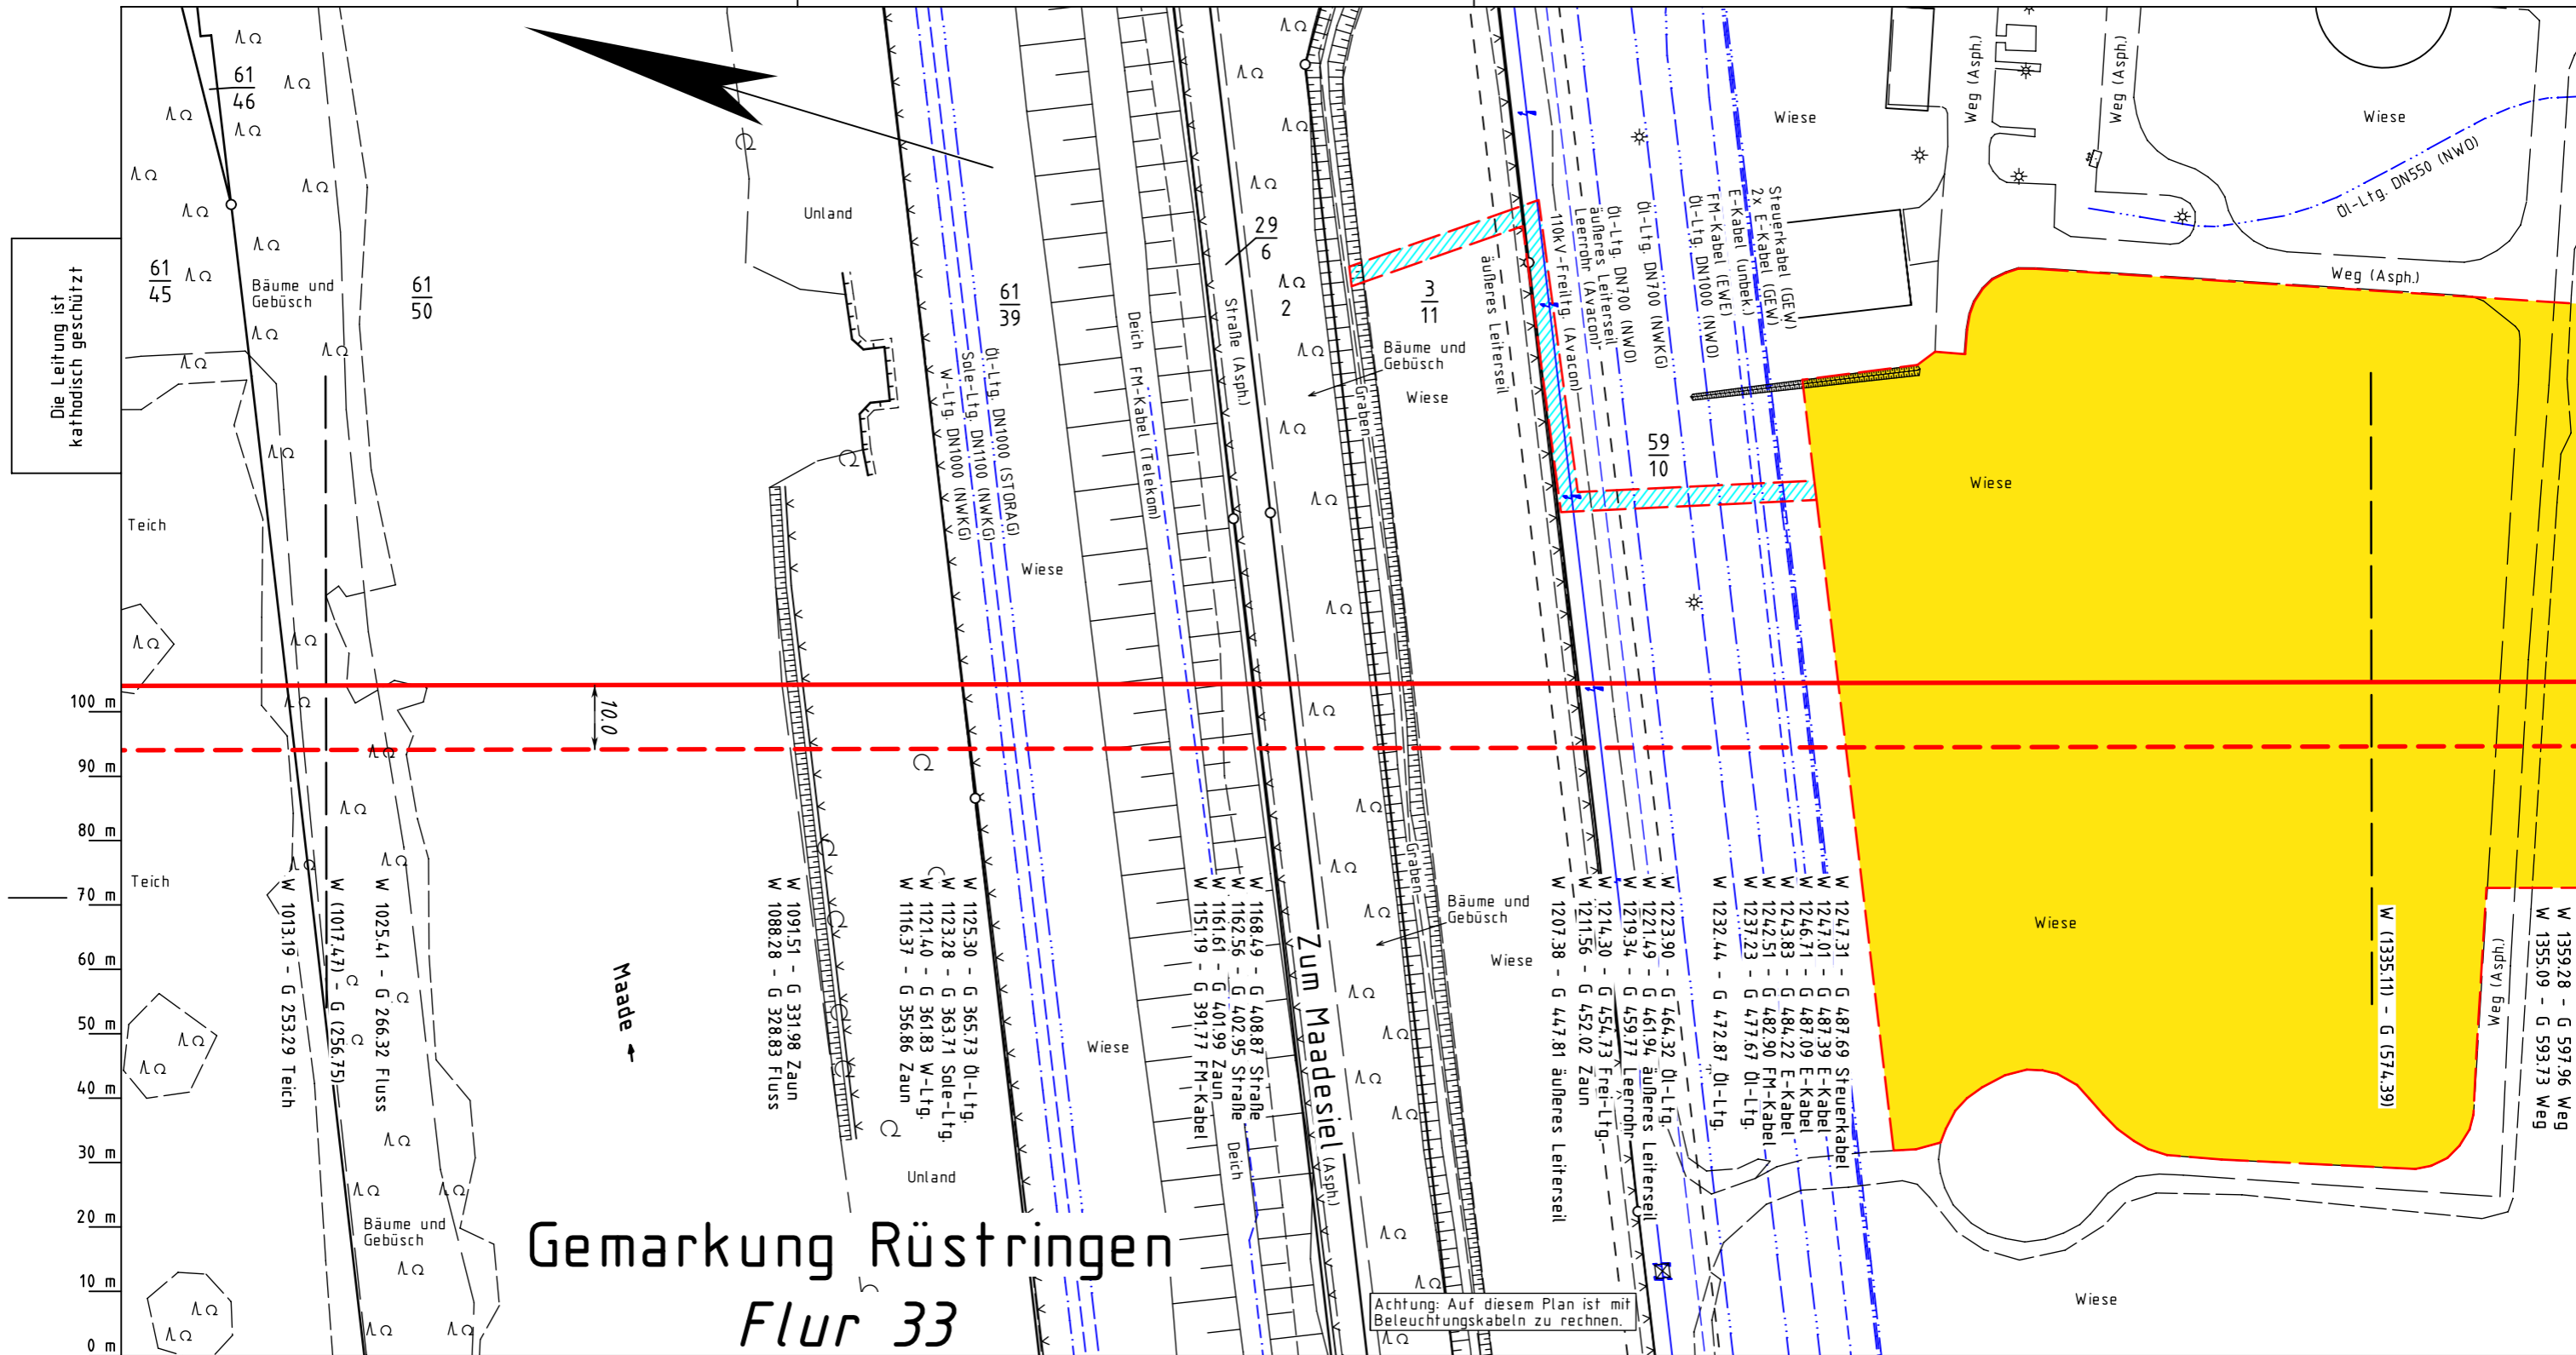 Die Leitung ist
kathodisch geschützt
61
46
61
45
Bäume und
Gebüsch
61
50
Teich
Teich
100 m
90 m
80 m
70 m
60 m
50 m
40 m
30 m
20 m
10 m
0 m
10.0
Unland
61
39
W-Ltg. DN1000 (NWKG)
Sole-Ltg. DN1100 (NWKG)
Öl-Ltg. DN1000 (STORAG)
Wiese
Deich
FM-Kabel (Telekom)
Straße (Asph.)
29
6
2
Graben
3
11
Bäume und
Gebüsch
Wiese
äußeres Leiterseil
110kV-Freiltg. (Avacon)
Leerrohr (Avacon)
äußeres Leiterseil
Öl-Ltg. DN700 (NWO)
Öl-Ltg. DN700 (NWKG)
Öl-Ltg. DN1000 (NWO)
FM-Kabel (EWE)
E-Kabel (unbek.)
2x E-Kabel (GEW)
Steuerkabel (GEW)
59
10
Wiese
Weg (Asph.)
Weg (Asph.)
Wiese
Öl-Ltg. DN550 (NWO)
Weg (Asph.)
Wiese
W 1013.19 - G 253.29 Teich
W (1017.47) - G (256.75)
W 1025.41 - G 266.32 Fluss
Maade
W 1088.28 - G 328.83 Fluss
W 1091.51 - G 331.98 Zaun
W 1116.37 - G 356.86 Zaun
W 1121.40 - G 361.83 W-Ltg.
W 1123.28 - G 363.71 Sole-Ltg.
W 1125.30 - G 365.73 Öl-Ltg.
W 1151.19 - G 391.77 FM-Kabel
W 1161.61 - G 401.99 Zaun
W 1162.56 - G 402.95 Straße
W 1168.49 - G 408.87 Straße
Zum Maadesiel (Asph.)
Graben
Bäume und
Gebüsch
Wiese
W 1207.38 - G 447.81 äußeres Leiterseil
W 1211.56 - G 452.02 Zaun
W 1214.30 - G 454.73 Frei-Ltg.
W 1219.34 - G 459.77 Leerrohr
W 1221.49 - G 461.94 äußeres Leiterseil
W 1223.90 - G 464.32 Öl-Ltg.
W 1232.44 - G 472.87 Öl-Ltg.
W 1237.23 - G 477.67 Öl-Ltg.
W 1242.51 - G 482.90 FM-Kabel
W 1243.83 - G 484.22 E-Kabel
W 1246.71 - G 487.09 E-Kabel
W 1247.01 - G 487.39 E-Kabel
W 1247.31 - G 487.69 Steuerkabel
Wiese
W (1335.11) - G (574.39)
Weg (Asph.)
W 1355.09 - G 593.73 Weg
W 1359.28 - G 597.96 Weg
Wiese
Deich
Unland
Bäume und
Gebüsch
Gemarkung Rüstringen
Flur 33
Achtung: Auf diesem Plan ist mit
Beleuchtungskabeln zu rechnen.
Wiese